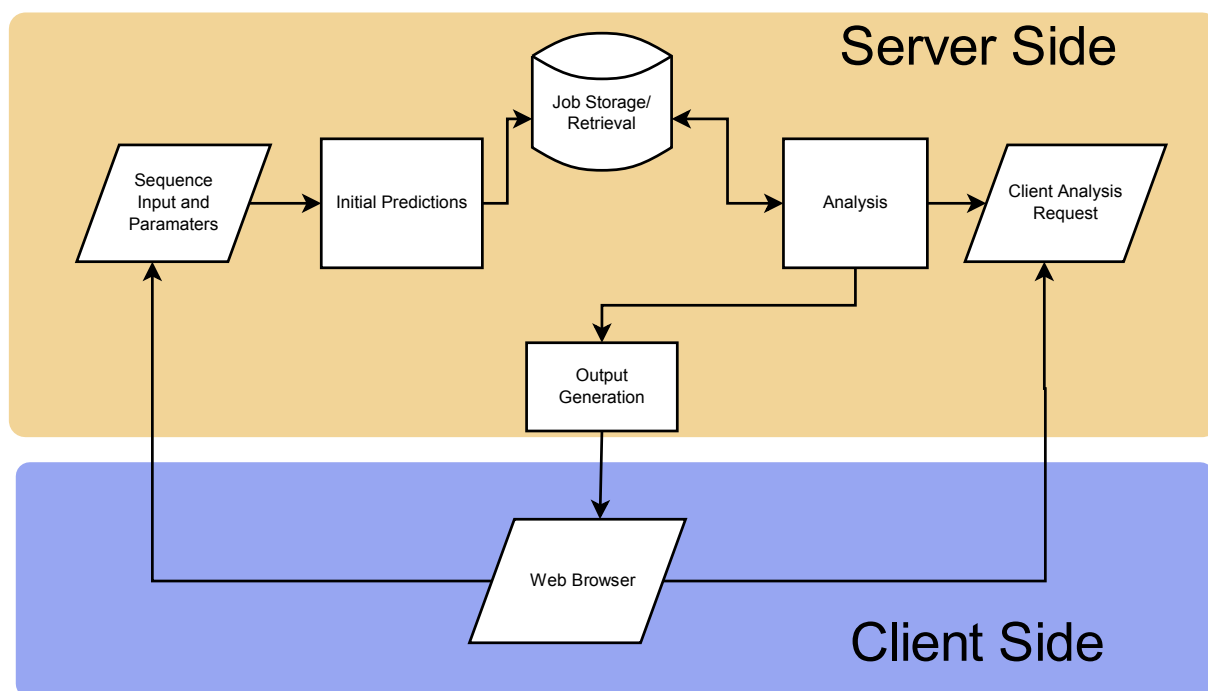 Server Side
Job Storage/
Retrieval
Sequence
Input and
Paramaters
Initial Predictions
Analysis
Client Analysis
Request
Output
Generation
Web Browser
Client Side